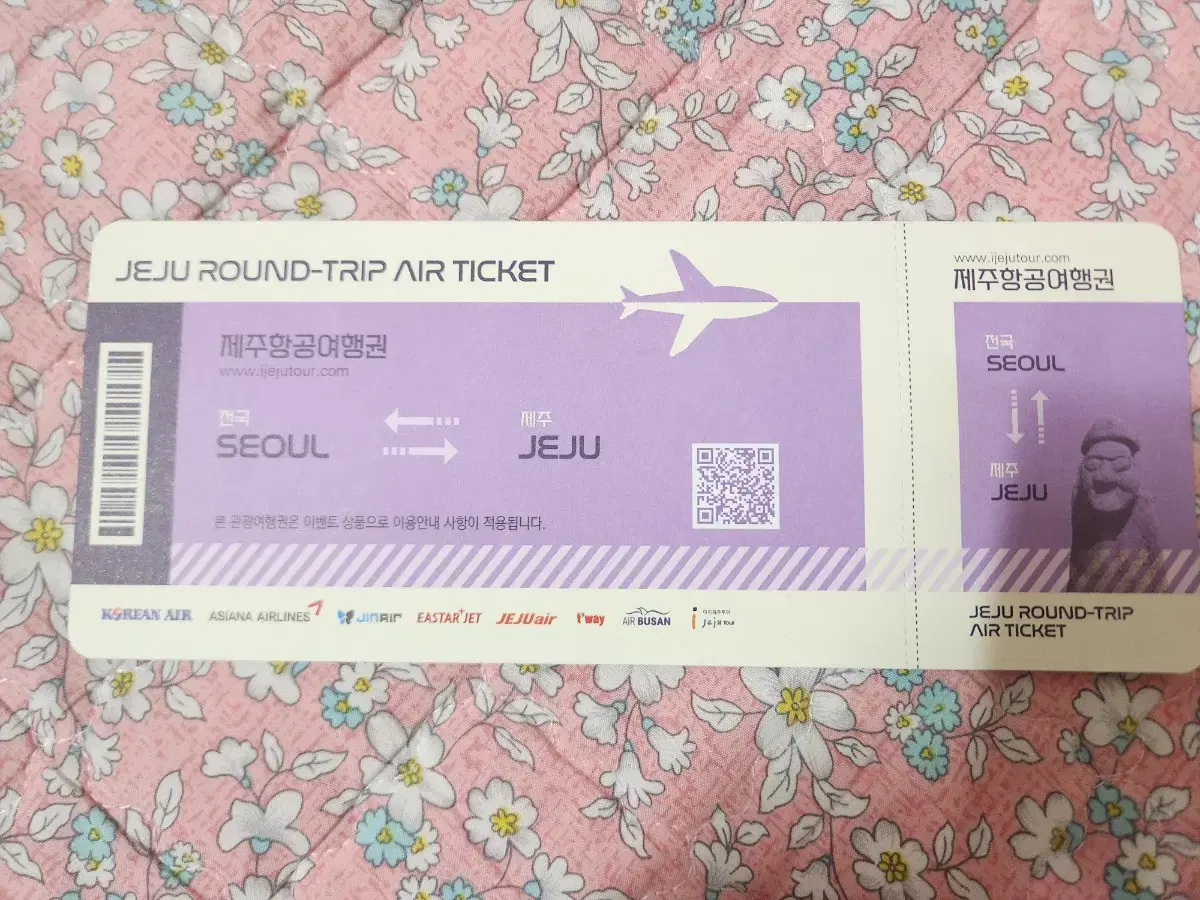 JEJU ROUND-TRIP AIR TICKET
제주항공여행권
www.ijejutour.com
전국
SEOUL
제주
JEJU
본 관광여행권은 이벤트 상품으로 이용안내 사항이 적용됩니다.
KOREAN AIR ASIANA AIRLINES JIN AIR EASTAR JET JEJUair t'way AIR BUSAN Jeju TOUR
www.ijejutour.com
제주항공여행권
전국
SEOUL
제주
JEJU
JEJU ROUND-TRIP
AIR TICKET